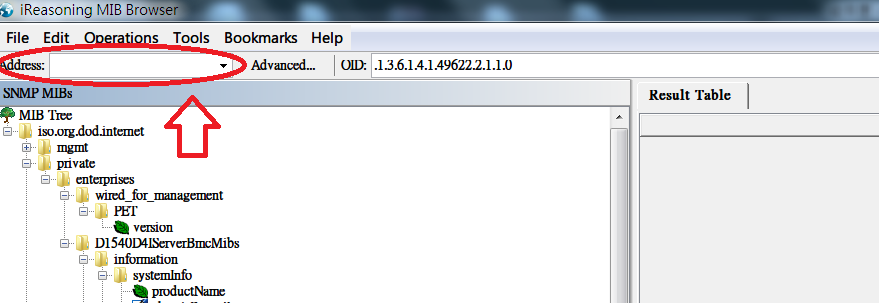 iReasoning MIB Browser
File Edit Operations Tools Bookmarks Help
Address: Advanced... OID: .1.3.6.1.4.1.49622.2.1.1.0
SNMP MIBs
Result Table
MIB Tree
iso.org.dod.internet
mgmt
private
enterprises
wired_for_management
PET
version
D1540D4IServerBmcMibs
information
systemInfo
productName